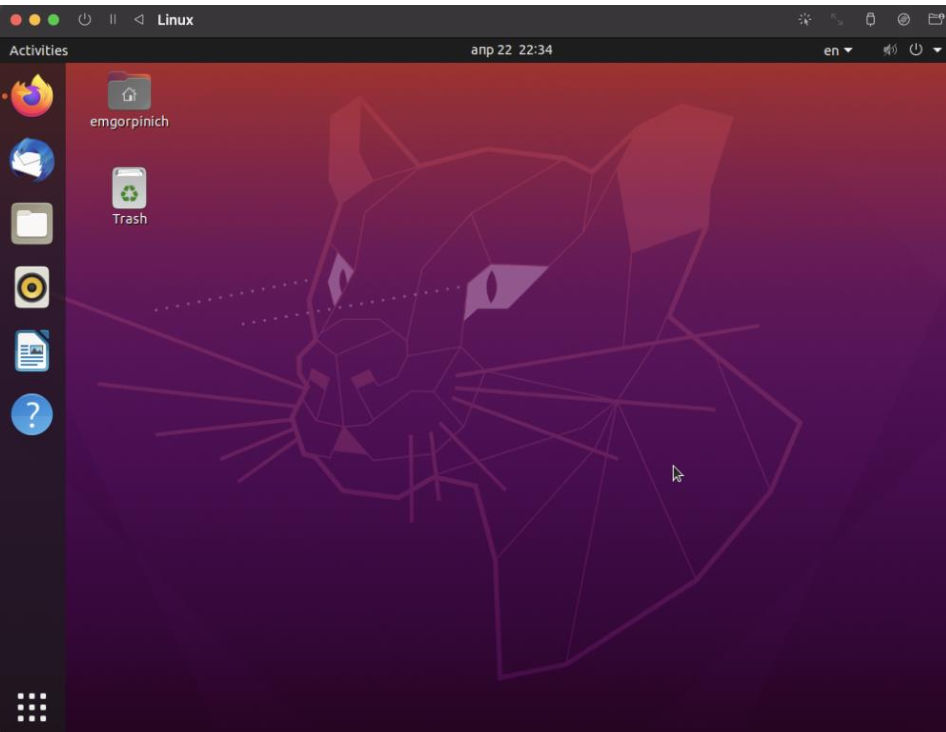 Linux
Activities
апр 22 22:34
en
emgorpinich
Trash
?